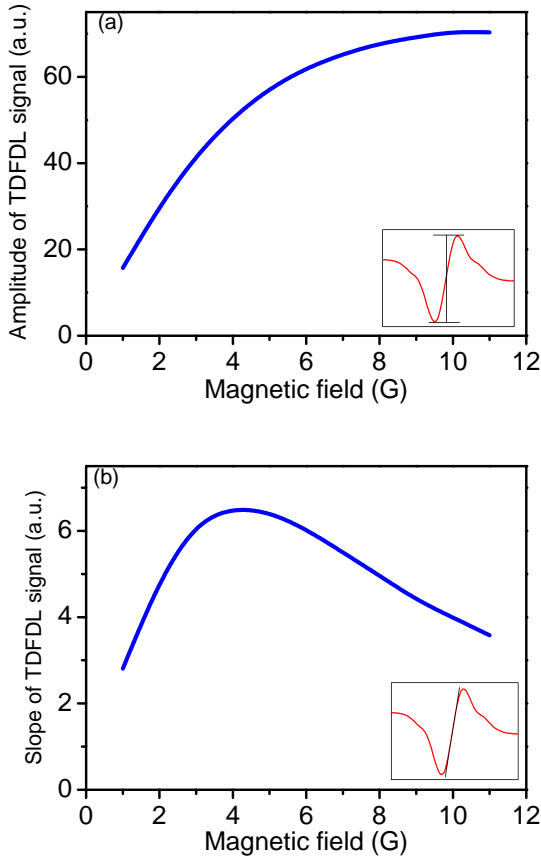 (a)
Amplitude of TDFDL signal (a.u.)
60
40
20
0
0 2 4 6 8 10 12
Magnetic field (G)
(b)
Slope of TDFDL signal (a.u.)
6
4
2
0
0 2 4 6 8 10 12
Magnetic field (G)